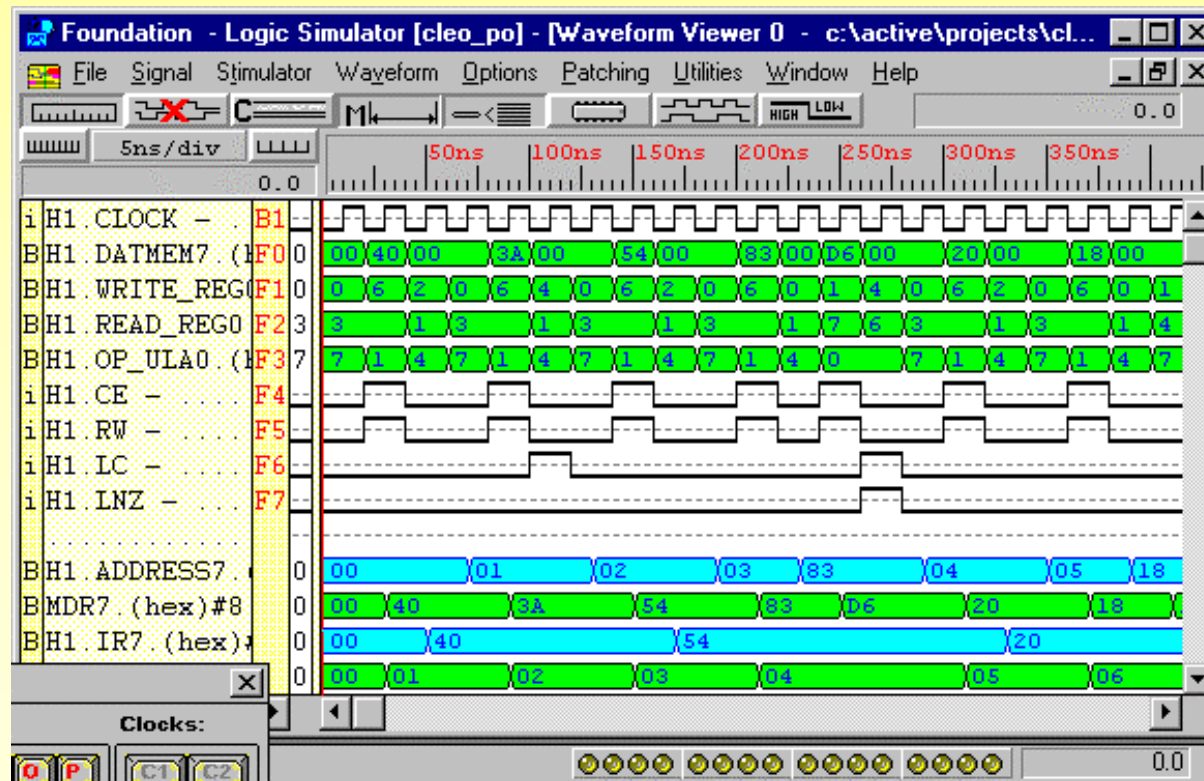 Foundation - Logic Simulator [cleo_po] - [Waveform Viewer 0 - c:\active\projects\cl...
File Signal Stimulator Waveform Options Patching Utilities Window Help
C M HIGH LOW 0.0
5ns/div 50ns 100ns 150ns 200ns 250ns 300ns 350ns
0.0
i H1.CLOCK - B1
B H1.DATMEM7.( F0 0 00 40 00 3A 00 54 00 83 00 D6 00 20 00 18 00
B H1.WRITE_REG( F1 0 0 6 2 0 6 4 0 6 2 0 6 0 1 4 0 6 2 0 6 0 1
B H1.READ_REG0 F2 3 3 1 3 1 3 1 3 1 7 6 3 1 3 1 4
B H1.OP_ULA0.( F3 7 7 1 4 7 1 4 7 1 4 7 1 4 0 7 1 4 7 1 4 7
i H1.CE - .... F4
i H1.RW - .... F5
i H1.LC - .... F6
i H1.LNZ - ... F7
. . . . . . . . . . . .
B H1.ADDRESS7. 0 00 01 02 03 83 04 05 18
B MDR7.(hex)#8 0 00 40 3A 54 83 D6 20 18
B H1.IR7.(hex) 0 00 40 54 20
0 00 01 02 03 04 05 06
Clocks:
O P C1 C2 0.0